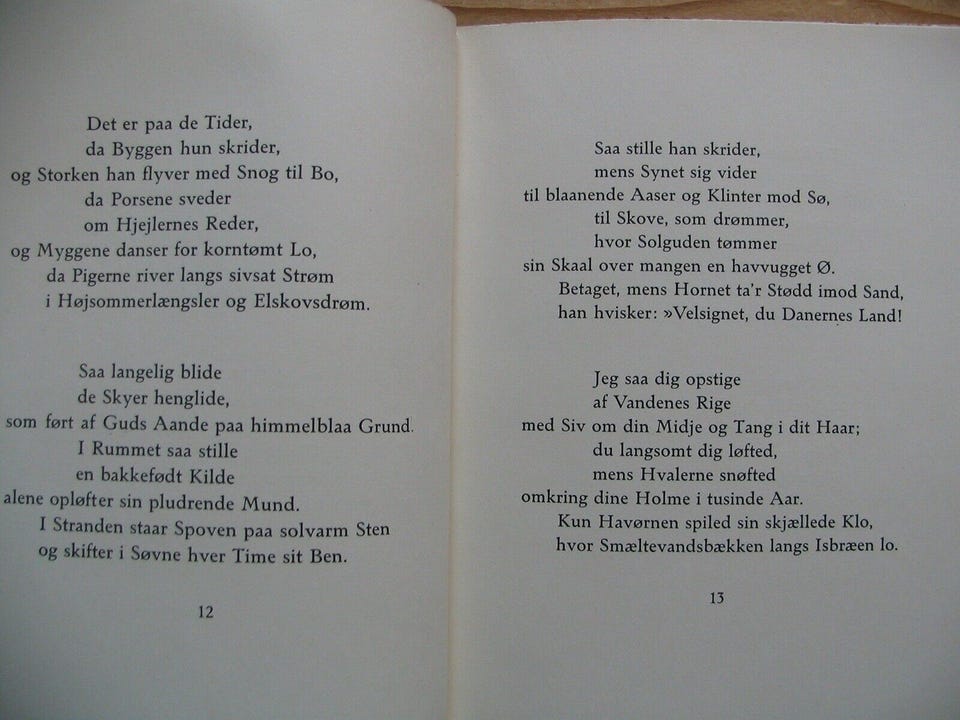 Det er paa de Tider,
da Byggen hun skrider,
og Storken han flyver med Snog til Bo,
da Porsene sveder
om Hjejlernes Reder,
og Myggene danser for korntømt Lo,
da Pigerne river langs sivsat Strøm
i Højsommerlængsler og Elskovsdrøm.
Saa langelig blide
de Skyer henglide,
som ført af Guds Aande paa himmelblaa Grund.
I Rummet saa stille
en bakkefødt Kilde
alene opløfter sin pludrende Mund.
I Stranden staar Spoven paa solvarm Sten
og skifter i Søvne hver Time sit Ben.
12
Saa stille han skrider,
mens Synet sig vider
til blaanende Aaser og Klinter mod Sø,
til Skove, som drømmer,
hvor Solguden tømmer
sin Skaal over mangen en havvugget Ø.
Betaget, mens Hornet ta'r Stødd imod Sand,
han hvisker: »Velsignet, du Danernes Land!
Jeg saa dig opstige
af Vandenes Rige
med Siv om din Midje og Tang i dit Haar;
du langsomt dig løfted,
mens Hvalerne snøfted
omkring dine Holme i tusinde Aar.
Kun Havørnen spiled sin skjællede Klo,
hvor Smæltevandsbækken langs Isbræen lo.
13